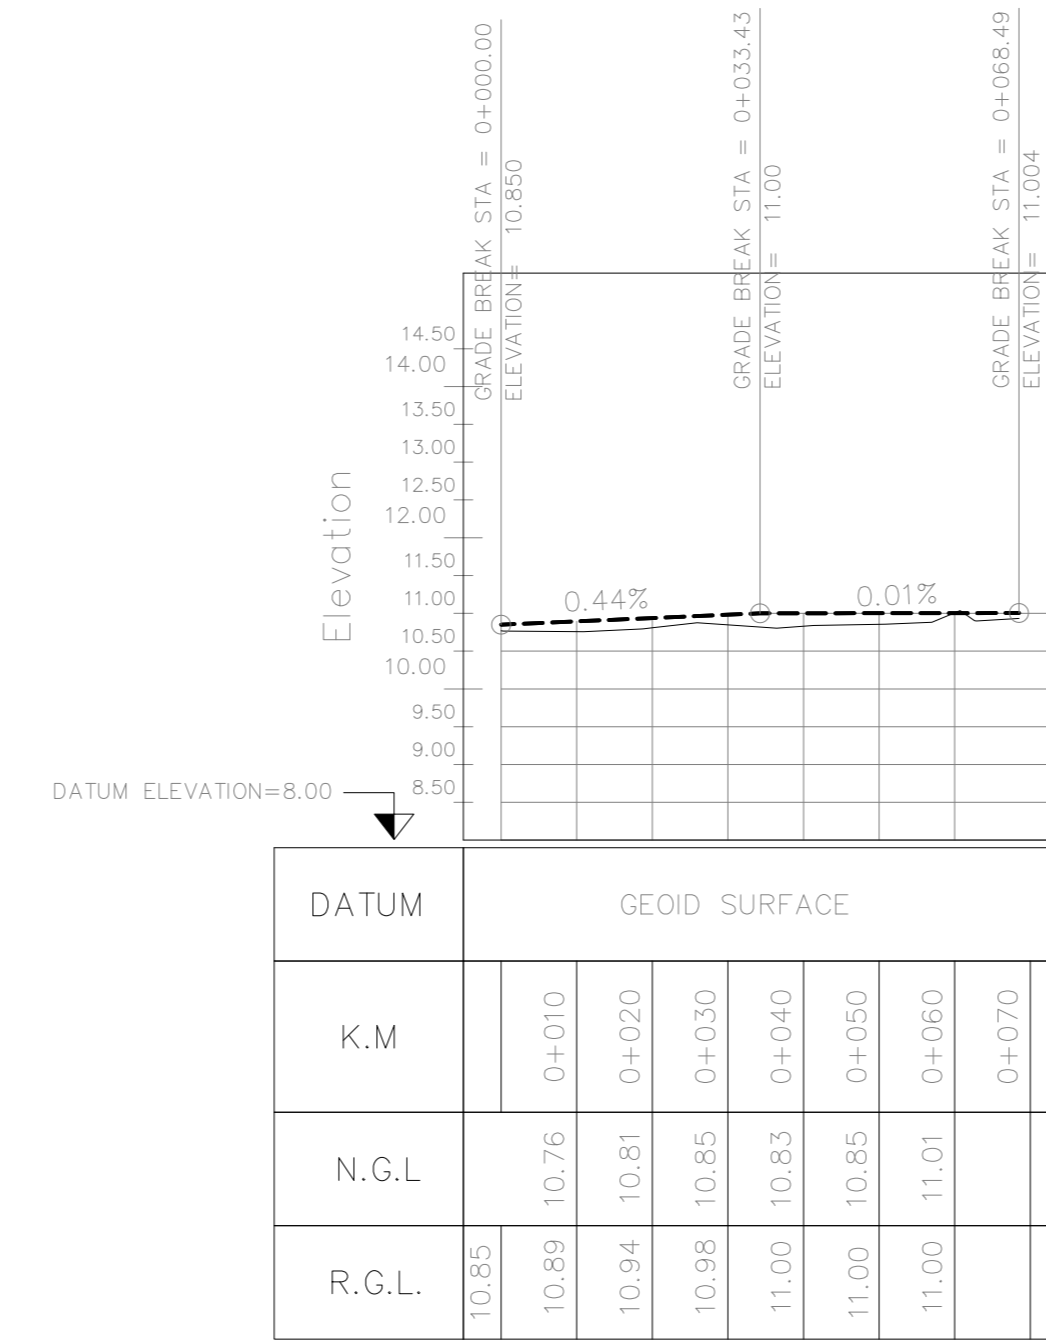 GRADE BREAK STA = 0+000.00
ELEVATION= 10.850
GRADE BREAK STA = 0+033.43
ELEVATION= 11.00
GRADE BREAK STA = 0+068.49
ELEVATION= 11.004
Elevation
14.50
14.00
13.50
13.00
12.50
12.00
11.50
11.00
10.50
10.00
9.50
9.00
8.50
0.44%
0.01%
DATUM ELEVATION=8.00
DATUM GEOID SURFACE
K.M 0+010 0+020 0+030 0+040 0+050 0+060 0+070
N.G.L 10.76 10.81 10.85 10.83 10.85 11.01
R.G.L. 10.85 10.89 10.94 10.98 11.00 11.00 11.00